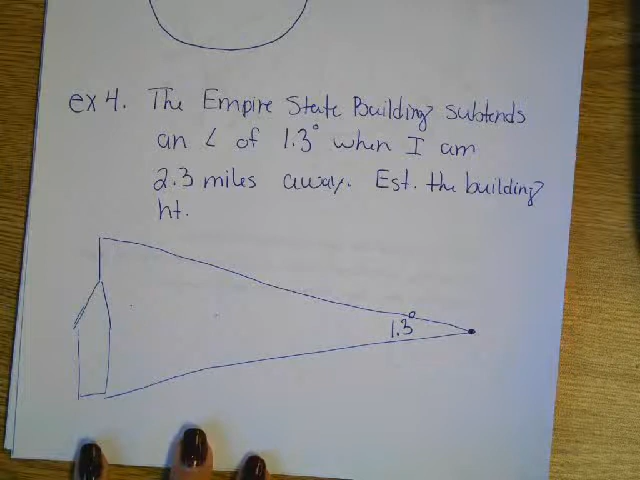 ex 4. The Empire State Building subtends
an ∠ of 1.3° when I am
2.3 miles away. Est. the building
ht.
1.3°